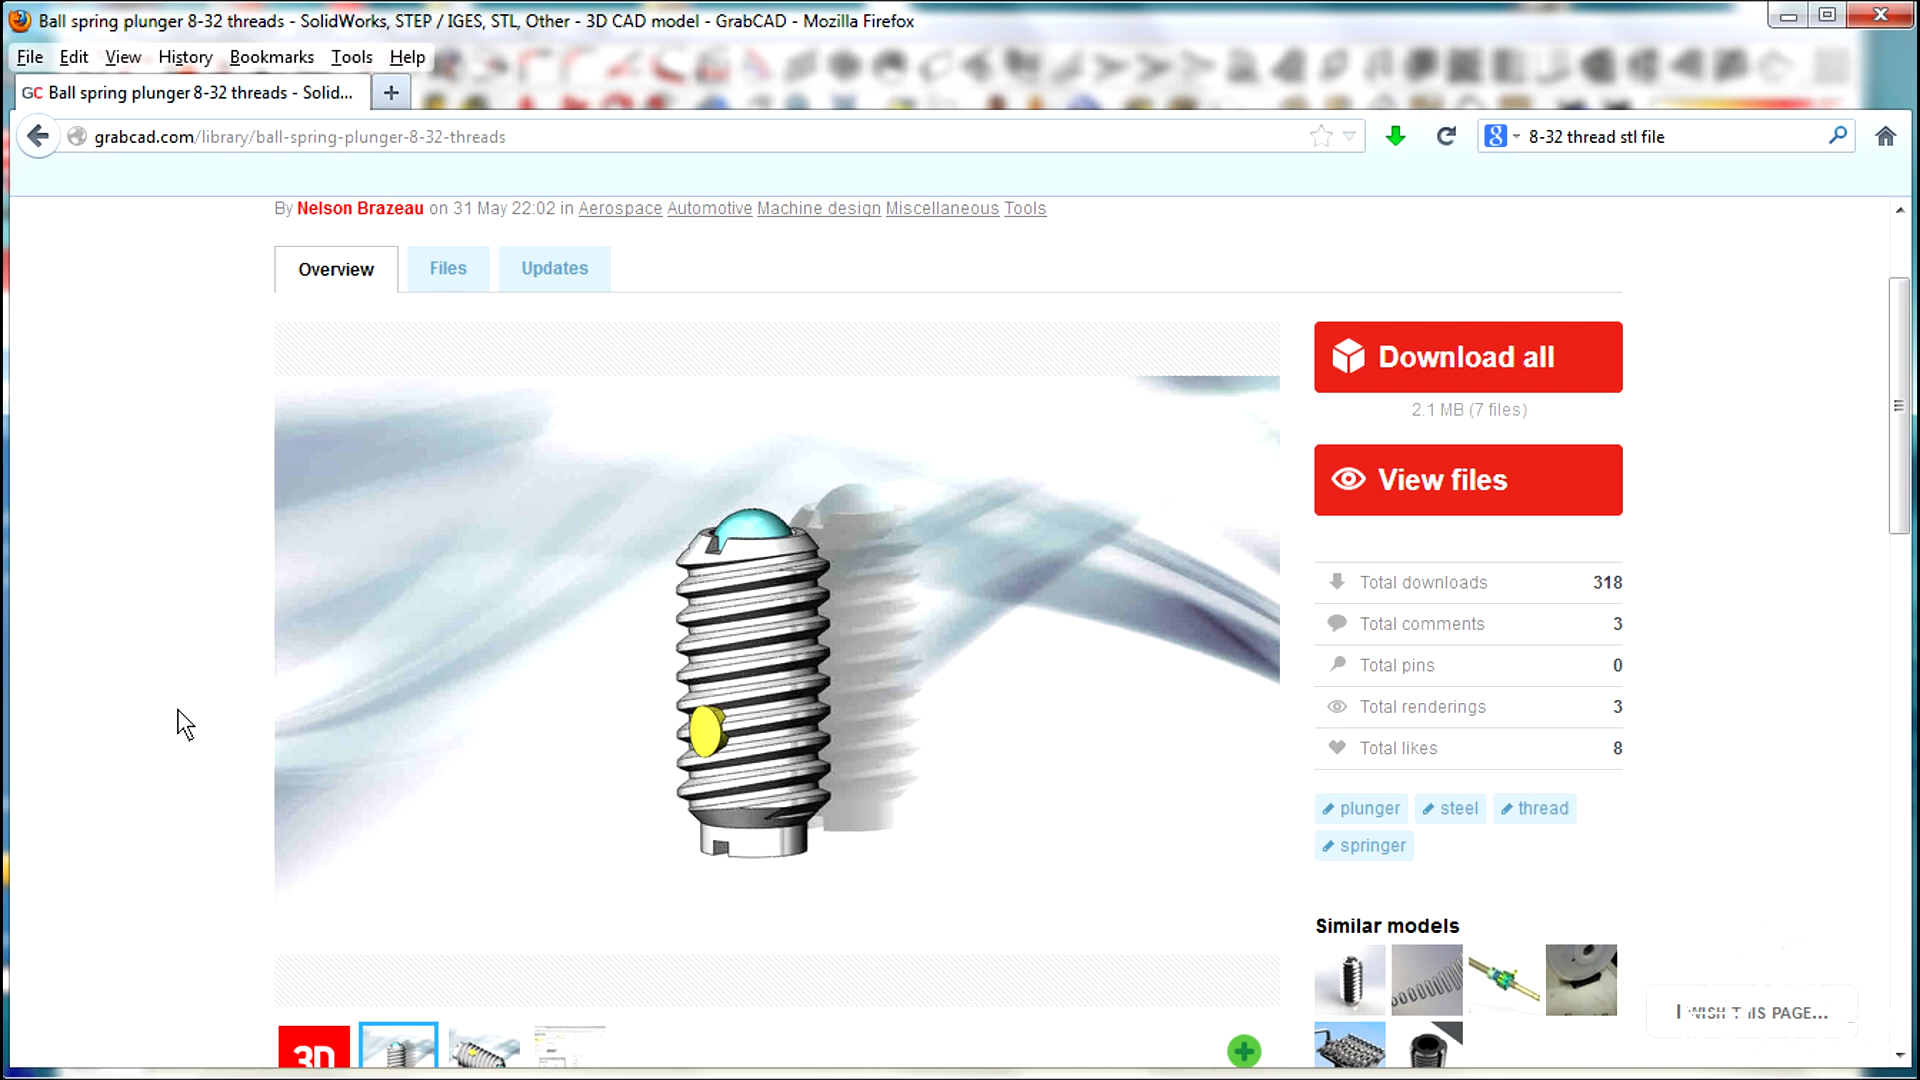 Ball spring plunger 8-32 threads - SolidWorks, STEP / IGES, STL, Other - 3D CAD model - GrabCAD - Mozilla Firefox
File Edit View History Bookmarks Tools Help
GC Ball spring plunger 8-32 threads - Solid...
grabcad.com/library/ball-spring-plunger-8-32-threads
8 8-32 thread stl file
By Nelson Brazeau on 31 May 22:02 in Aerospace Automotive Machine design Miscellaneous Tools
Overview Files Updates
Download all
2.1 MB (7 files)
View files
Total downloads 318
Total comments 3
Total pins 0
Total renderings 3
Total likes 8
plunger steel thread
springer
Similar models
I WISH THIS PAGE...
3D